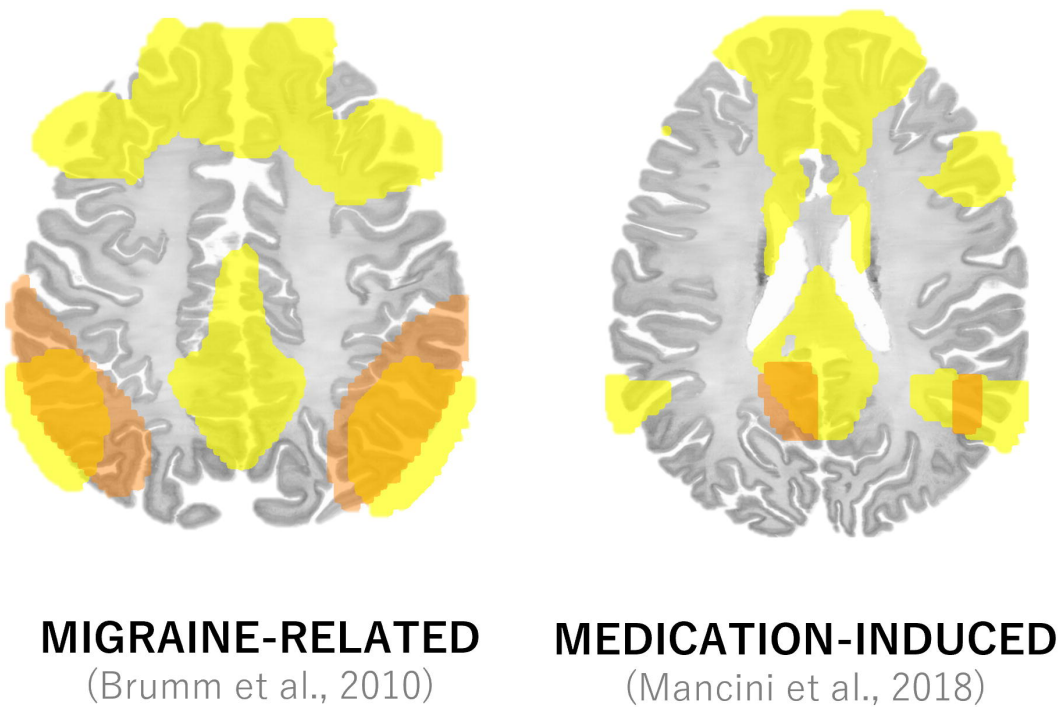 MIGRAINE-RELATED
(Brumm et al., 2010)
MEDICATION-INDUCED
(Mancini et al., 2018)